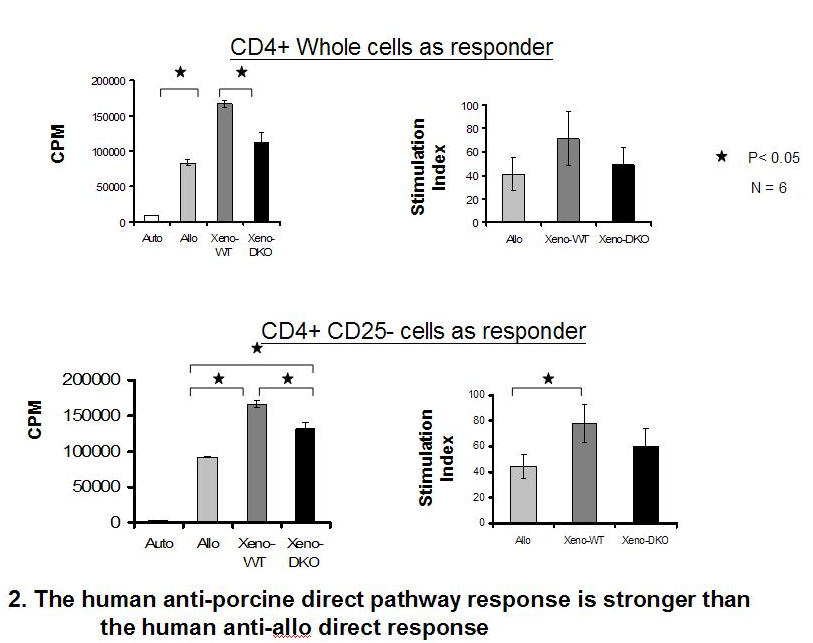 CD4+ Whole cells as responder
CPM
200000
150000
100000
50000
0
Auto
Allo
Xeno-
WT
Xeno-
DKO
Stimulation
Index
100
80
60
40
20
0
Allo
Xeno-WT
Xeno-DKO
P< 0.05
N = 6
CD4+ CD25- cells as responder
CPM
200000
150000
100000
50000
0
Auto
Allo
Xeno-
WT
Xeno-
DKO
Stimulation
Index
100
80
60
40
20
0
Allo
Xeno-WT
Xeno-DKO
2. The human anti-porcine direct pathway response is stronger than
the human anti-allo direct response